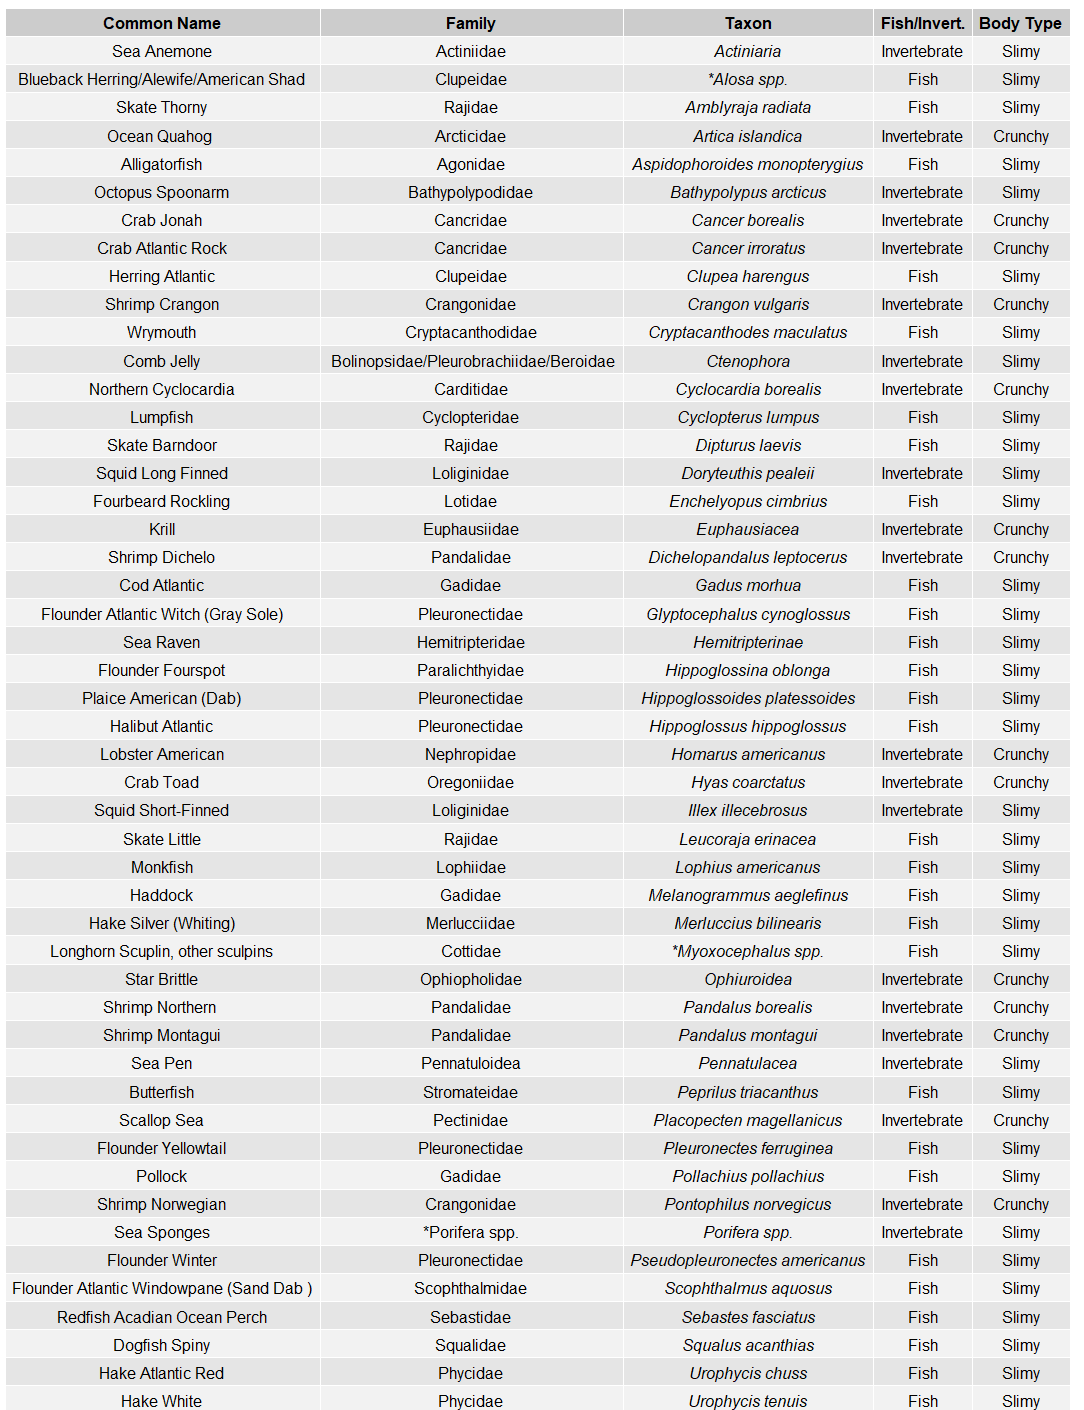 Common Name Family Taxon Fish/Invert. Body Type
Sea Anemone Actiniidae Actiniaria Invertebrate Slimy
Blueback Herring/Alewife/American Shad Clupeidae *Alosa spp. Fish Slimy
Skate Thorny Rajidae Amblyraja radiata Fish Slimy
Ocean Quahog Arcticidae Artica islandica Invertebrate Crunchy
Alligatorfish Agonidae Aspidophoroides monopterygius Fish Slimy
Octopus Spoonarm Bathypolypodidae Bathypolypus arcticus Invertebrate Slimy
Crab Jonah Cancridae Cancer borealis Invertebrate Crunchy
Crab Atlantic Rock Cancridae Cancer irroratus Invertebrate Crunchy
Herring Atlantic Clupeidae Clupea harengus Fish Slimy
Shrimp Crangon Crangonidae Crangon vulgaris Invertebrate Crunchy
Wrymouth Cryptacanthodidae Cryptacanthodes maculatus Fish Slimy
Comb Jelly Bolinopsidae/Pleurobrachiidae/Beroidae Ctenophora Invertebrate Slimy
Northern Cyclocardia Carditidae Cyclocardia borealis Invertebrate Crunchy
Lumpfish Cyclopteridae Cyclopterus lumpus Fish Slimy
Skate Barndoor Rajidae Dipturus laevis Fish Slimy
Squid Long Finned Loliginidae Doryteuthis pealeii Invertebrate Slimy
Fourbeard Rockling Lotidae Enchelyopus cimbrius Fish Slimy
Krill Euphausiidae Euphausiacea Invertebrate Crunchy
Shrimp Dichelo Pandalidae Dichelopandalus leptocerus Invertebrate Crunchy
Cod Atlantic Gadidae Gadus morhua Fish Slimy
Flounder Atlantic Witch (Gray Sole) Pleuronectidae Glyptocephalus cynoglossus Fish Slimy
Sea Raven Hemitripteridae Hemitripterinae Fish Slimy
Flounder Fourspot Paralichthyidae Hippoglossina oblonga Fish Slimy
Plaice American (Dab) Pleuronectidae Hippoglossoides platessoides Fish Slimy
Halibut Atlantic Pleuronectidae Hippoglossus hippoglossus Fish Slimy
Lobster American Nephropidae Homarus americanus Invertebrate Crunchy
Crab Toad Oregoniidae Hyas coarctatus Invertebrate Crunchy
Squid Short-Finned Loliginidae Illex illecebrosus Invertebrate Slimy
Skate Little Rajidae Leucoraja erinacea Fish Slimy
Monkfish Lophiidae Lophius americanus Fish Slimy
Haddock Gadidae Melanogrammus aeglefinus Fish Slimy
Hake Silver (Whiting) Merlucciidae Merluccius bilinearis Fish Slimy
Longhorn Scuplin, other sculpins Cottidae *Myoxocephalus spp. Fish Slimy
Star Brittle Ophiopholidae Ophiuroidea Invertebrate Crunchy
Shrimp Northern Pandalidae Pandalus borealis Invertebrate Crunchy
Shrimp Montagui Pandalidae Pandalus montagui Invertebrate Crunchy
Sea Pen Pennatuloidea Pennatulacea Invertebrate Slimy
Butterfish Stromateidae Peprilus triacanthus Fish Slimy
Scallop Sea Pectinidae Placopecten magellanicus Invertebrate Crunchy
Flounder Yellowtail Pleuronectidae Pleuronectes ferruginea Fish Slimy
Pollock Gadidae Pollachius pollachius Fish Slimy
Shrimp Norwegian Crangonidae Pontophilus norvegicus Invertebrate Crunchy
Sea Sponges *Porifera spp. Porifera spp. Invertebrate Slimy
Flounder Winter Pleuronectidae Pseudopleuronectes americanus Fish Slimy
Flounder Atlantic Windowpane (Sand Dab ) Scophthalmidae Scophthalmus aquosus Fish Slimy
Redfish Acadian Ocean Perch Sebastidae Sebastes fasciatus Fish Slimy
Dogfish Spiny Squalidae Squalus acanthias Fish Slimy
Hake Atlantic Red Phycidae Urophycis chuss Fish Slimy
Hake White Phycidae Urophycis tenuis Fish Slimy